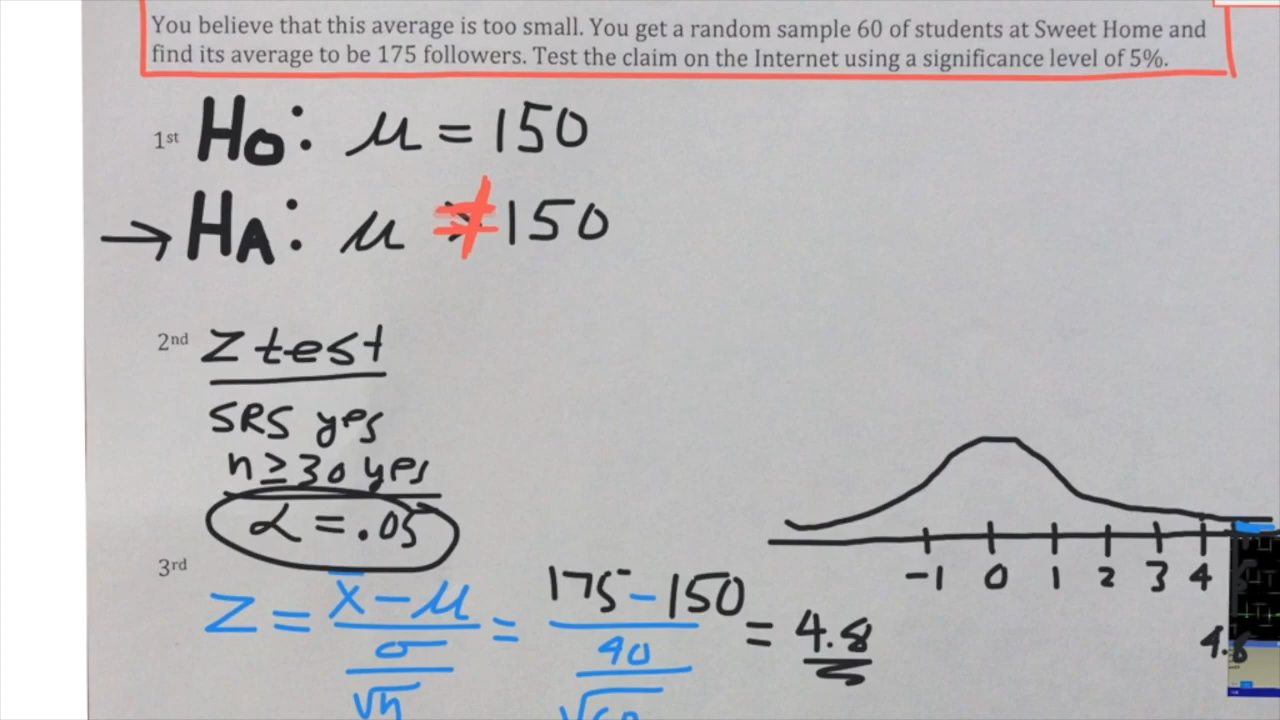 You believe that this average is too small. You get a random sample 60 of students at Sweet Home and
find its average to be 175 followers. Test the claim on the Internet using a significance level of 5%.
1st Ho: μ = 150
→ HA: μ ≠ 150
2nd Z test
SRS yes
n ≥ 30 yes
α = .05
3rd
Z = x̄ - μ / σ / √n = 175 - 150 / 40 / √60 = 4.8
-1 0 1 2 3 4